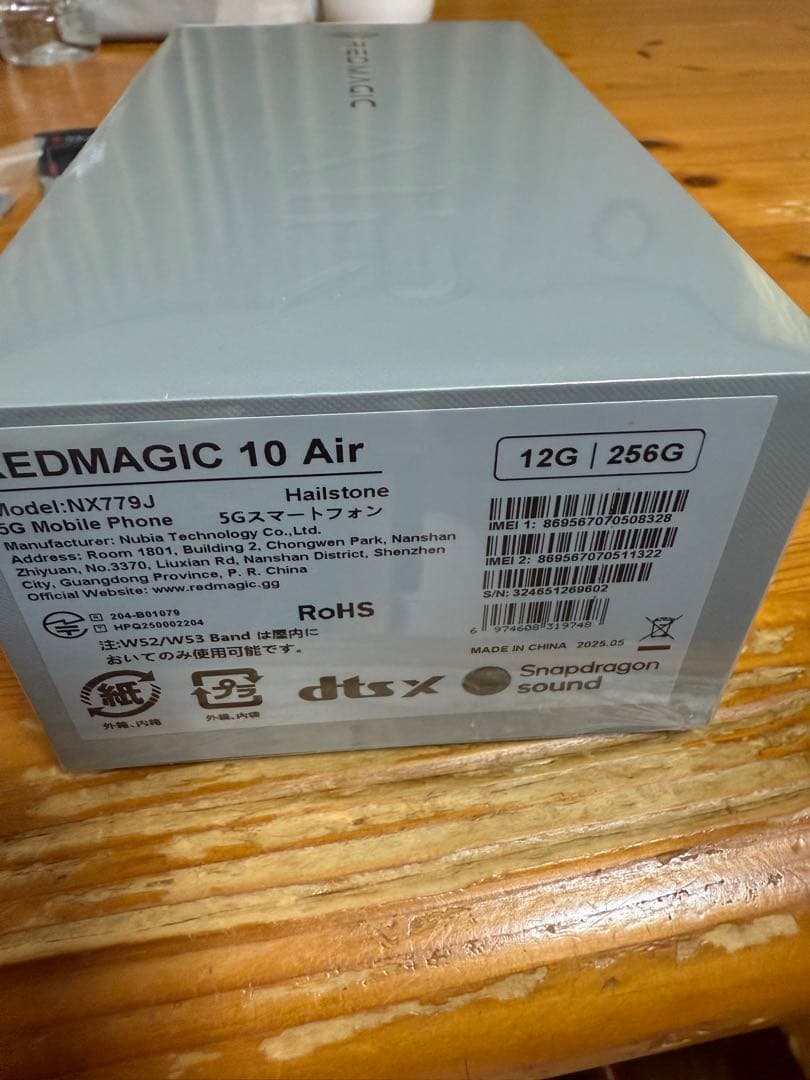 REDMAGIC
REDMAGIC 10 Air
12G | 256G
Model:NX779J
Hailstone
5G Mobile Phone
5Gスマートフォン
Manufacturer: Nubia Technology Co.,Ltd.
Address: Room 1801, Building 2, Chongwen Park, Nanshan
Zhiyuan, No.3370, Liuxian Rd, Nanshan District, Shenzhen
City, Guangdong Province, P. R. China
Official Website: www.redmagic.gg
IMEI 1: 869567070508328
IMEI 2: 869567070511322
S/N: 324651269602
6 974608 319748
R 204-B01079
T HPQ250002204
RoHS
注:W52/W53 Band は屋内に
おいてのみ使用可能です。
MADE IN CHINA 2025.05
紙
外箱、内箱
プラ
外装、内袋
dts X
Snapdragon
sound